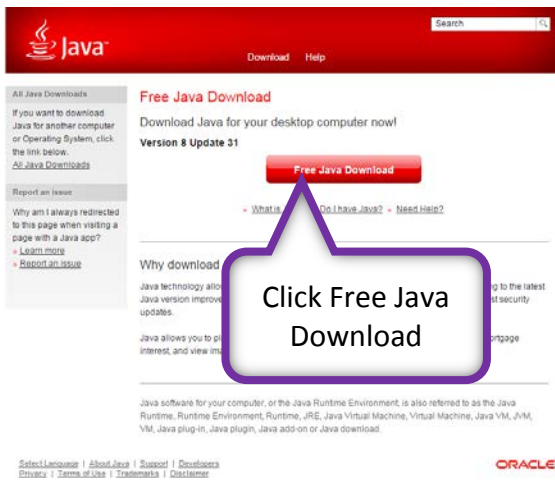 Search
Java
Download Help
All Java Downloads
If you want to download
Java for another computer
or Operating System, click
the link below.
All Java Downloads
Report an issue
Why am I always redirected
to this page when visiting a
page with a Java app?
» Learn more
» Report an issue
Free Java Download
Download Java for your desktop computer now!
Version 8 Update 31
Free Java Download
» What is Do I have Java? » Need Help?
Why download
Java technology allo g to the latest
Java version improve st security
updates.
Java allows you to pl ortgage
interest, and view ima
Click Free Java
Download
Java software for your computer, or the Java Runtime Environment, is also referred to as the Java
Runtime, Runtime Environment, Runtime, JRE, Java Virtual Machine, Virtual Machine, Java VM, JVM,
VM, Java plug-in, Java plugin, Java add-on or Java download.
Select Language | About Java | Support | Developers
Privacy | Terms of Use | Trademarks | Disclaimer
ORACLE